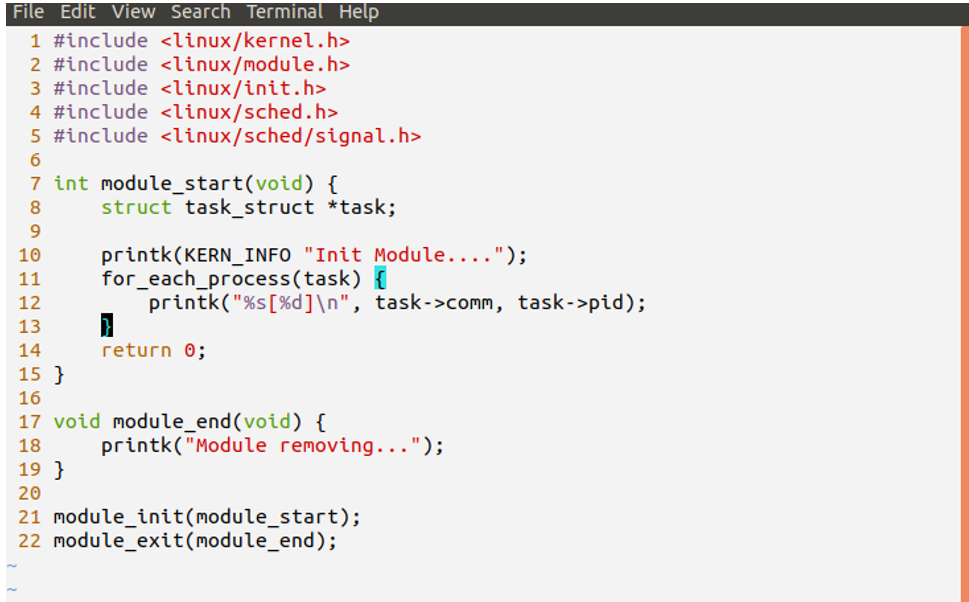 File Edit View Search Terminal Help
1 #include <linux/kernel.h>
2 #include <linux/module.h>
3 #include <linux/init.h>
4 #include <linux/sched.h>
5 #include <linux/sched/signal.h>
6
7 int module_start(void) {
8     struct task_struct *task;
9
10     printk(KERN_INFO "Init Module....");
11     for_each_process(task) {
12         printk("%s[%d]\n", task->comm, task->pid);
13     }
14     return 0;
15 }
16
17 void module_end(void) {
18     printk("Module removing...");
19 }
20
21 module_init(module_start);
22 module_exit(module_end);
~
~